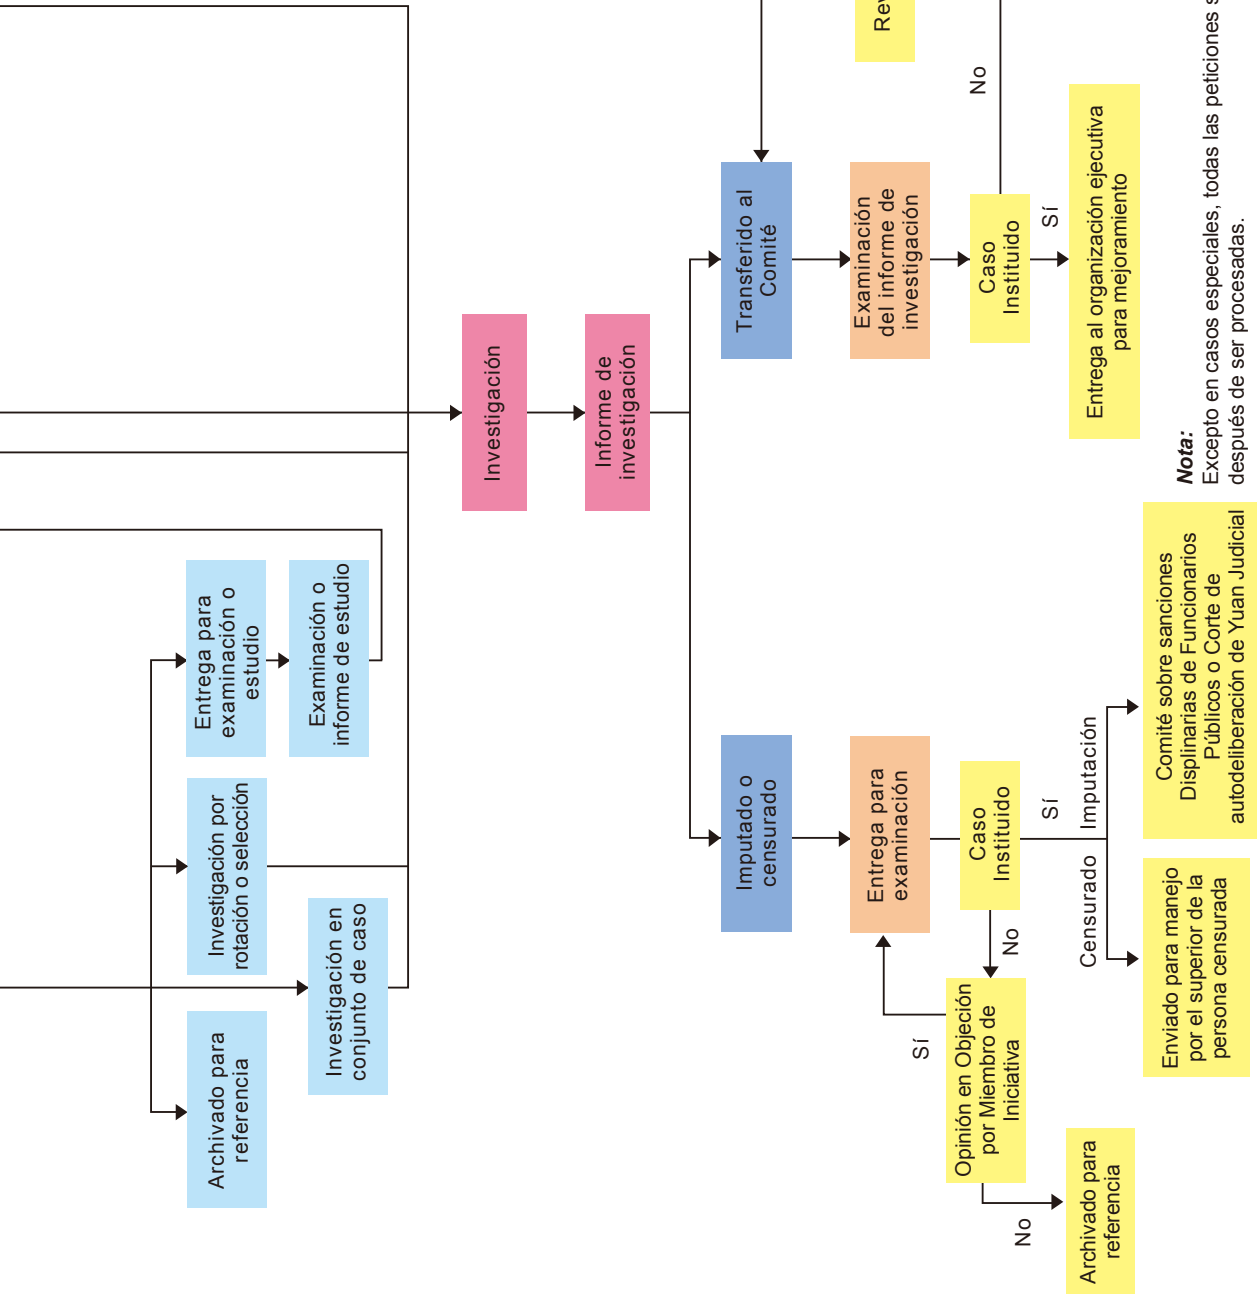 Archivado para
referencia
Investigación por
rotación o selección
Entrega para
examinación o
estudio
Investigación en
conjunto de caso
Examinación o
informe de estudio
Investigación
Informe de
investigación
Imputado o
censurado
Transferido al
Comité
Entrega para
examinación
Examinación
del informe de
investigación
Caso
Instituido
Caso
Instituido
No
Sí
No
Sí
Opinión en Objeción
por Miembro de
Iniciativa
Sí
No
Archivado para
referencia
Censurado
Imputación
Enviado para manejo
por el superior de la
persona censurada
Comité sobre sanciones
Displinarias de Funcionarios
Públicos o Corte de
autodeliberación de Yuan Judicial
Entrega al organización ejecutiva
para mejoramiento
Nota:
Excepto en casos especiales, todas las peticiones
después de ser procesadas.